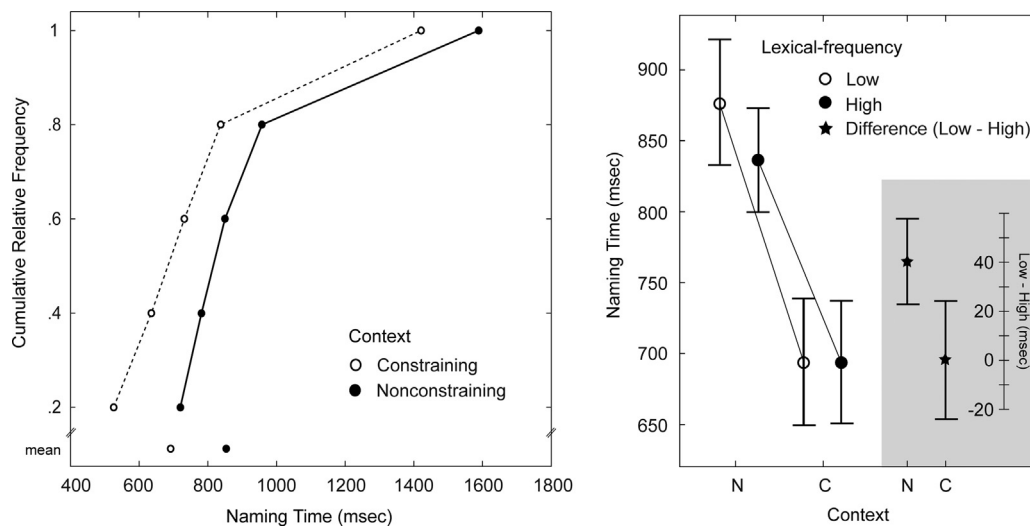 Cumulative Relative Frequency
1
.8
.6
.4
.2
mean
Context
Constraining
Nonconstraining
400 600 800 1000 1200 1400 1600 1800
Naming Time (msec)
Naming Time (msec)
900
850
800
750
700
650
Lexical-frequency
Low
High
Difference (Low - High)
40
20
0
-20
Low - High (msec)
N C N C
Context